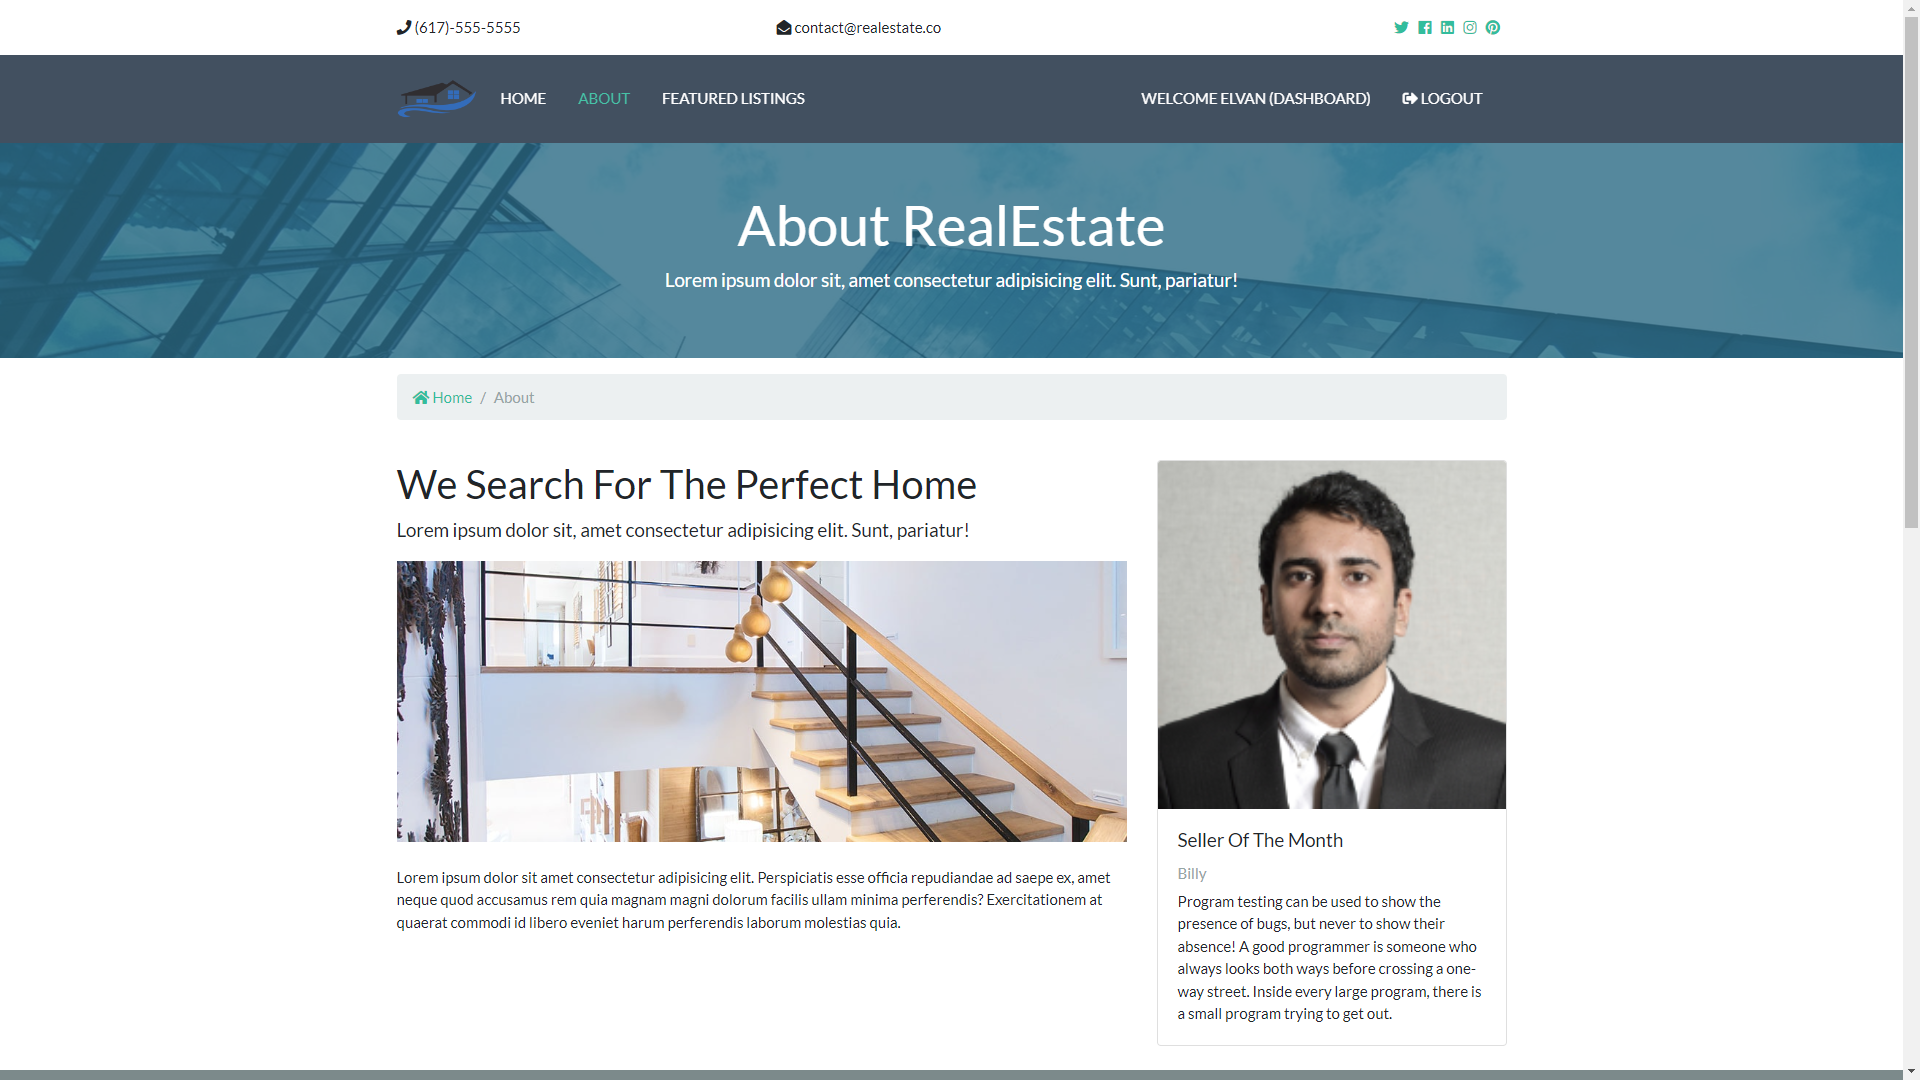 (617)-555-5555
contact@realestate.co
HOME
ABOUT
FEATURED LISTINGS
WELCOME ELVAN (DASHBOARD)
LOGOUT
About RealEstate
Lorem ipsum dolor sit, amet consectetur adipisicing elit. Sunt, pariatur!
Home / About
We Search For The Perfect Home
Lorem ipsum dolor sit, amet consectetur adipisicing elit. Sunt, pariatur!
Lorem ipsum dolor sit amet consectetur adipisicing elit. Perspiciatis esse officia repudiandae ad saepe ex, amet
neque quod accusamus rem quia magnam magni dolorum facilis ullam minima perferendis? Exercitationem at
quaerat commodi id libero eveniet harum perferendis laborum molestias quia.
Seller Of The Month
Billy
Program testing can be used to show the
presence of bugs, but never to show their
absence! A good programmer is someone who
always looks both ways before crossing a one-
way street. Inside every large program, there is
a small program trying to get out.